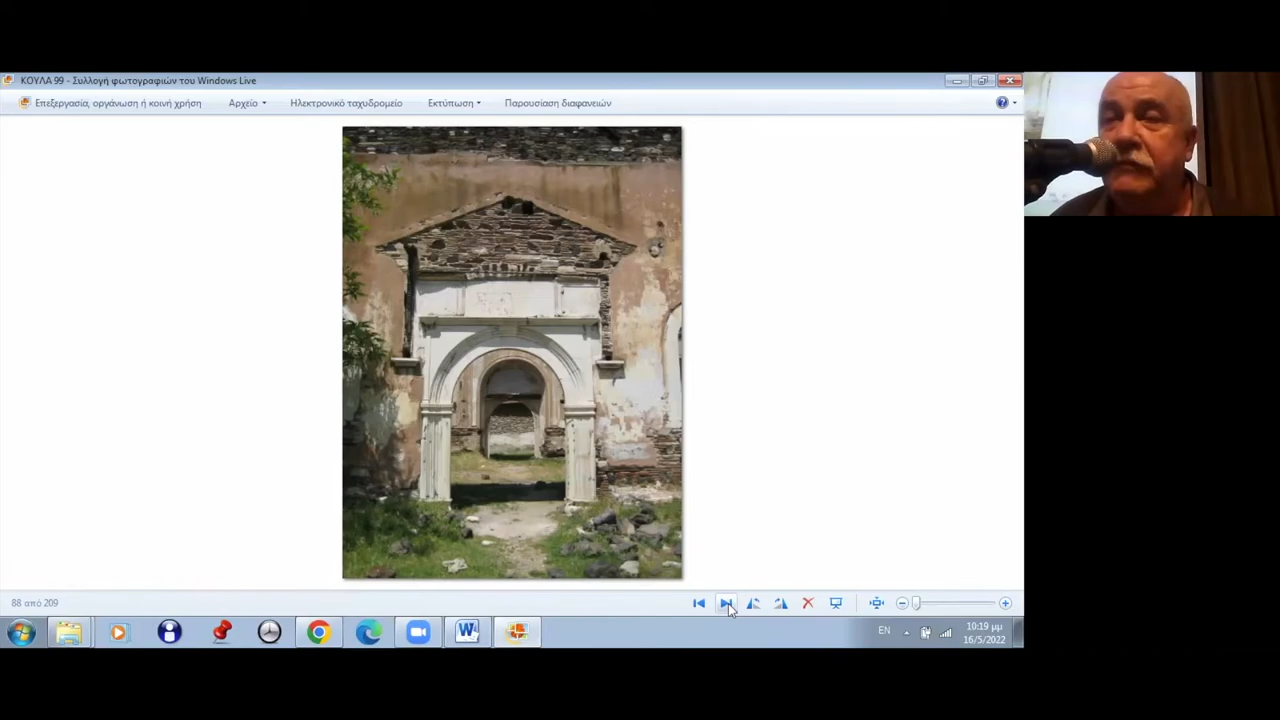 ΚΟΥΛΑ 99 - Συλλογή φωτογραφιών του Windows Live
Επεξεργασία, οργάνωση ή κοινή χρήση Αρχείο Ηλεκτρονικό ταχυδρομείο Εκτύπωση Παρουσίαση διαφανειών
88 από 209
W
EN
10:19 μμ
16/5/2022